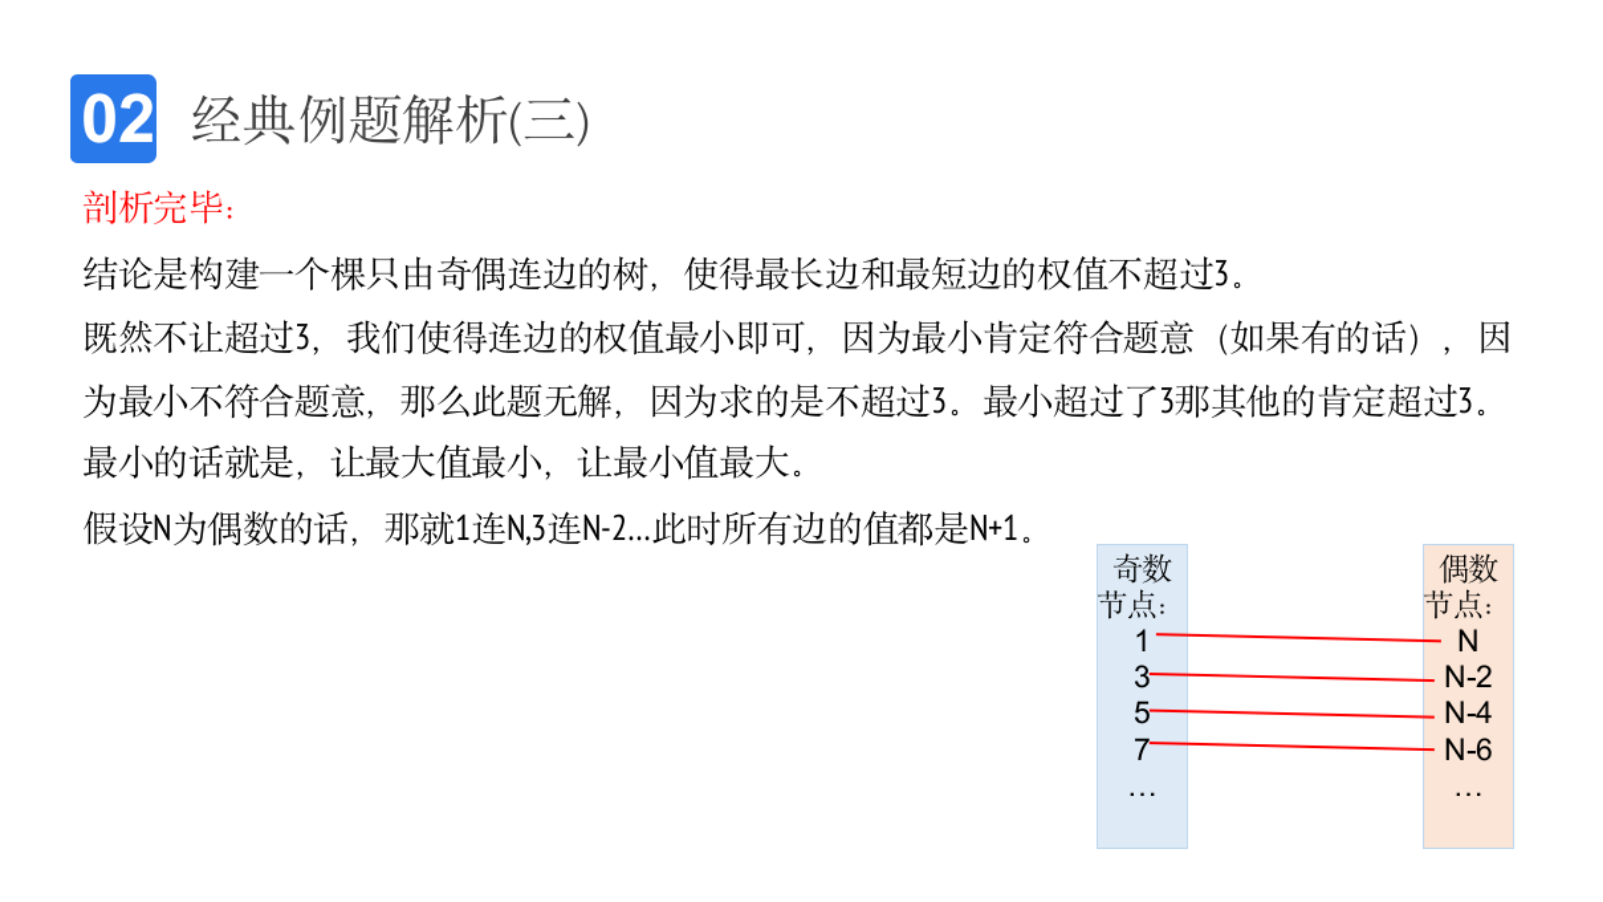 02 经典例题解析(三)
剖析完毕：
结论是构建一个棵只由奇偶连边的树，使得最长边和最短边的权值不超过3。
既然不让超过3，我们使得连边的权值最小即可，因为最小肯定符合题意（如果有的话），因
为最小不符合题意，那么此题无解，因为求的是不超过3。最小超过了3那其他的肯定超过3。
最小的话就是，让最大值最小，让最小值最大。
假设N为偶数的话，那就1连N,3连N-2...此时所有边的值都是N+1。
奇数
节点：
1
3
5
7
…
偶数
节点：
N
N-2
N-4
N-6
…